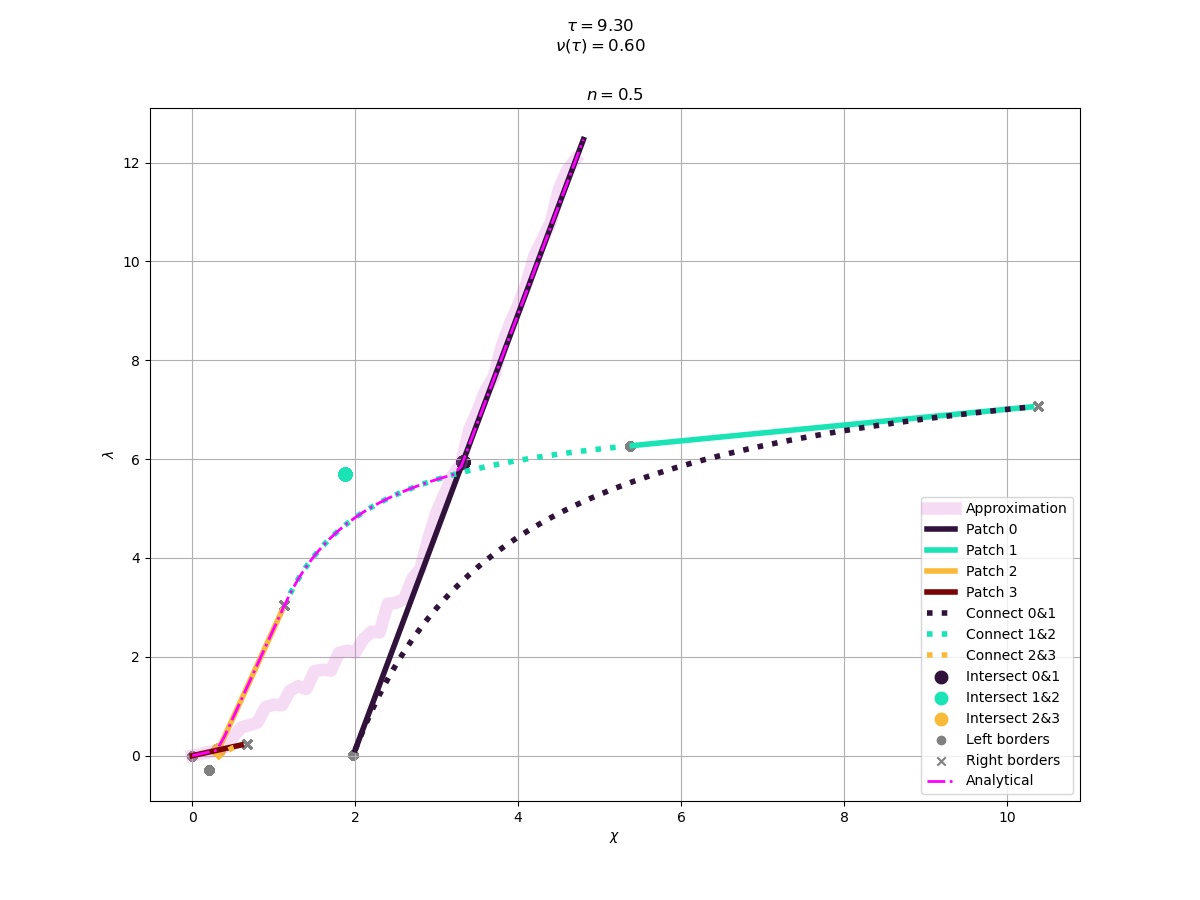 τ = 9.30
ν(τ) = 0.60
n = 0.5
12
10
8
6
4
2
0
λ
0 2 4 6 8 10
χ
Approximation
Patch 0
Patch 1
Patch 2
Patch 3
Connect 0&1
Connect 1&2
Connect 2&3
Intersect 0&1
Intersect 1&2
Intersect 2&3
Left borders
Right borders
Analytical